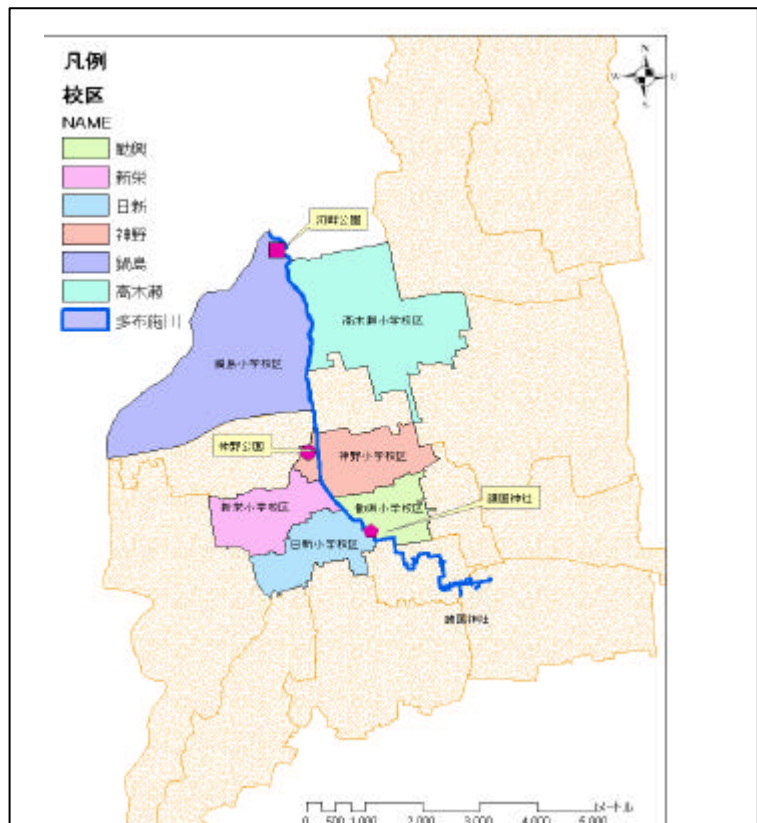 凡例
校区
NAME
勧興
新栄
日新
神野
鍋島
高木瀬
多布施川
N
W
E
S
河畔公園
高木瀬小学校区
鍋島小学校区
神野公園
神野小学校区
護国神社
新栄小学校区
勧興小学校区
日新小学校区
護国神社
メートル
0 500 1,000 2,000 3,000 4,000 5,000